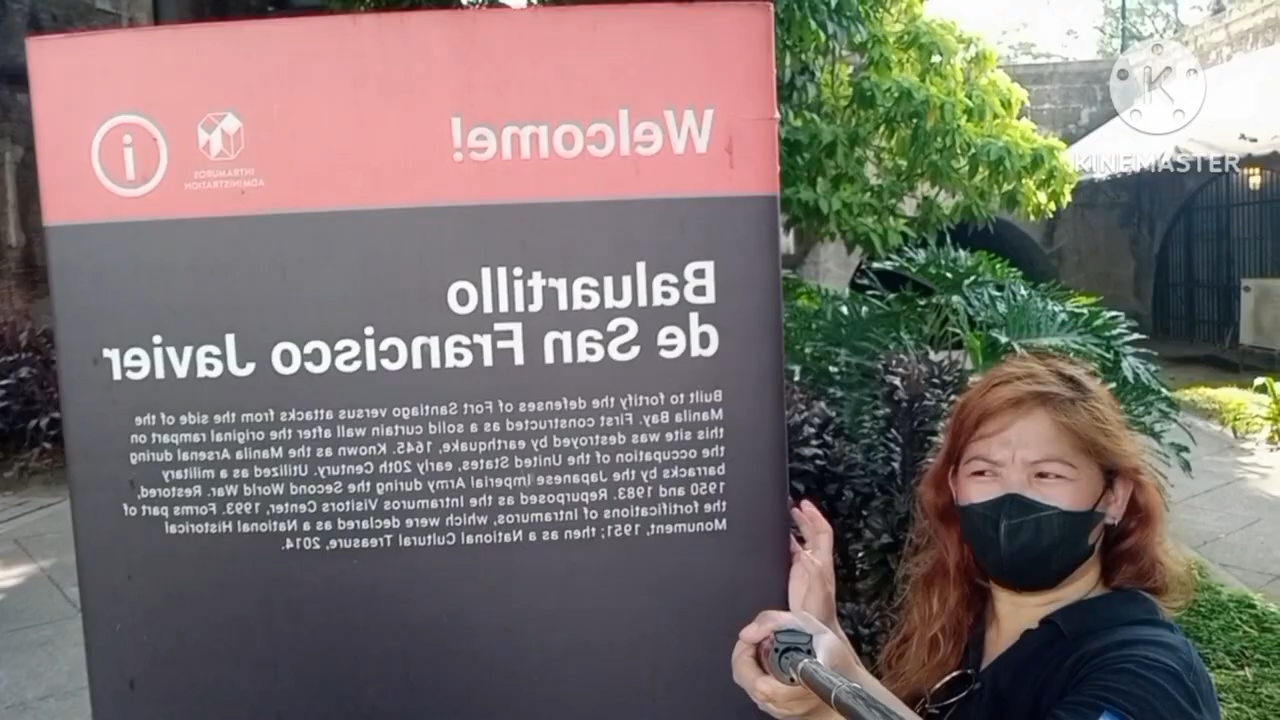 Welcome!
i
INTRAMUROS
ADMINISTRATION
Baluartillo
de San Francisco Javier
Built to fortify the defenses of Fort Santiago versus attacks from the side of the
Manila Bay. First constructed as a solid curtain wall after the original rampart on
this site was destroyed by earthquake, 1645. Known as the Manila Arsenal during
the occupation of the United States, early 20th Century. Utilized as a military
barracks by the Japanese Imperial Army during the Second World War. Restored,
1950 and 1983. Repurposed as the Intramuros Visitors Center, 1993. Forms part of
the fortifications of Intramuros, which were declared as a National Historical
Monument, 1951; then as a National Cultural Treasure, 2014.
K
KINEMASTER